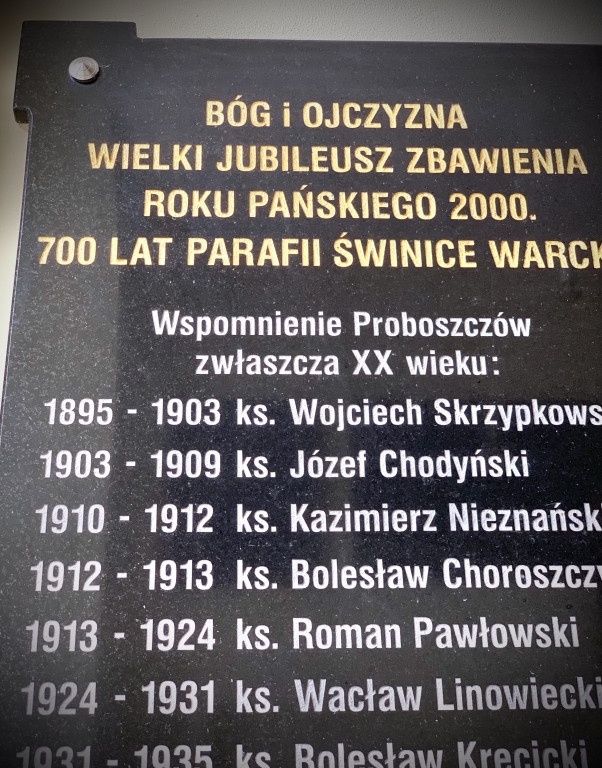 BÓG i OJCZYZNA
WIELKI JUBILEUSZ ZBAWIENIA
ROKU PAŃSKIEGO 2000.
700 LAT PARAFII ŚWINICE WARCK
Wspomnienie Proboszczów
zwłaszcza XX wieku:
1895 - 1903 ks. Wojciech Skrzypkows
1903 - 1909 ks. Józef Chodyński
1910 - 1912 ks. Kazimierz Nieznańsk
1912 - 1913 ks. Bolesław Choroszczy
1913 - 1924 ks. Roman Pawłowski
1924 - 1931 ks. Wacław Linowiecki
1931 - 1935 ks. Bolesław Kręcicki